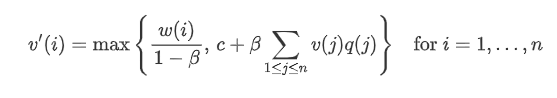 v′(i) = max { w(i) / (1 − β), c + β ∑_{1≤j≤n} v(j)q(j) } for i = 1, . . . , n